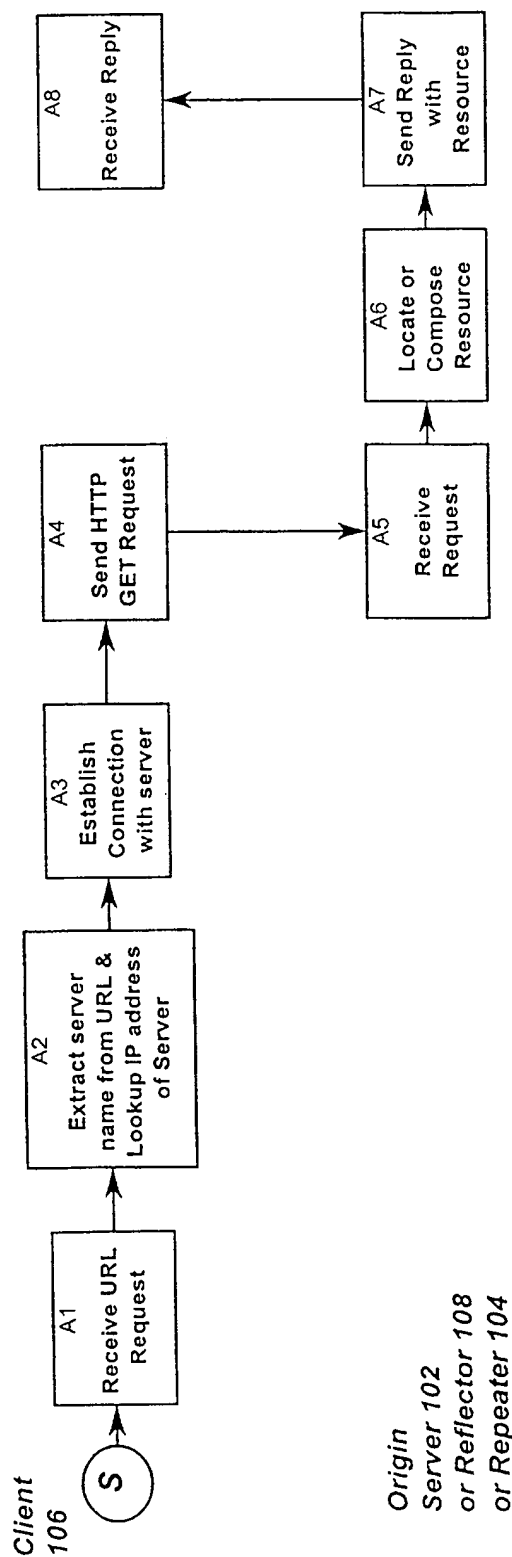 Client
106
S
A1
Receive URL
Request
A2
Extract server
name from URL &
Lookup IP address
of Server
A3
Establish
Connection
with server
A4
Send HTTP
GET Request
A5
Receive
Request
A6
Locate or
Compose
Resource
A7
Send Reply
with
Resource
A8
Receive Reply
Origin
Server 102
or Reflector 108
or Repeater 104